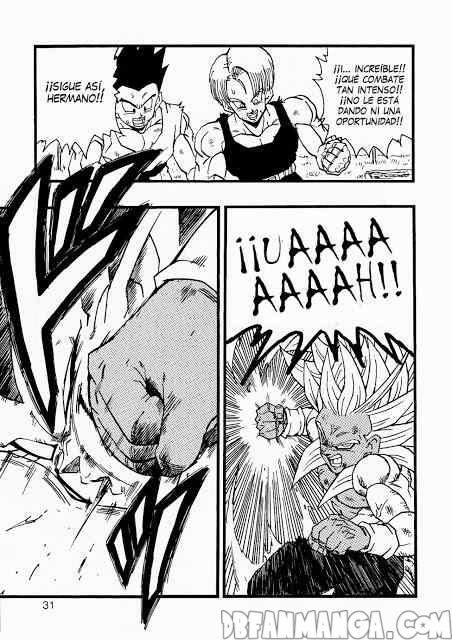 ¡¡SIGUE ASÍ,
HERMANO!!
¡¡I... INCREÍBLE!!
¡¡QUÉ COMBATE
TAN INTENSO!!
¡¡NO LE ESTÁ
DANDO NI UNA
OPORTUNIDAD!!
¡¡UAAAA
AAAAH!!
31
DBFANMANGA.COM